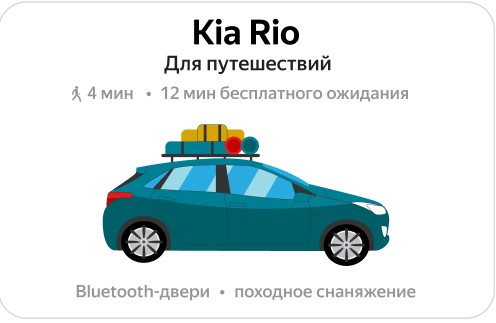 Kia Rio
Для путешествий
4 мин • 12 мин бесплатного ожидания
Bluetooth-двери • походное снаняжение